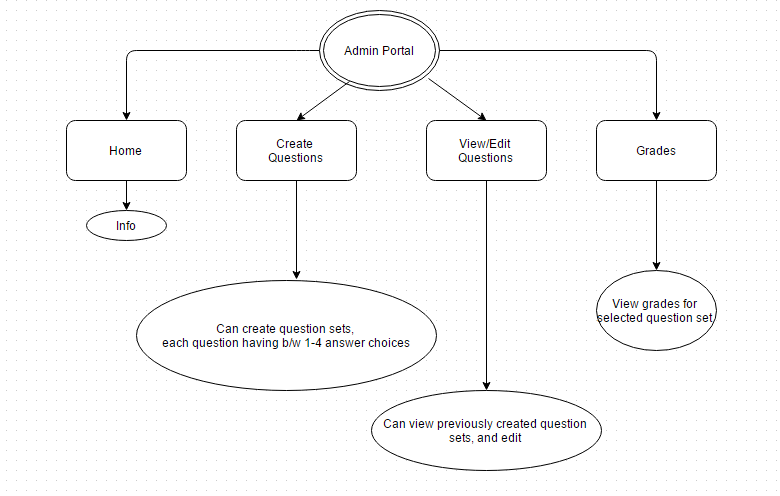 Admin Portal
Home
Create
Questions
View/Edit
Questions
Grades
Info
View grades for
selected question set
Can create question sets,
each question having b/w 1-4 answer choices
Can view previously created question
sets, and edit